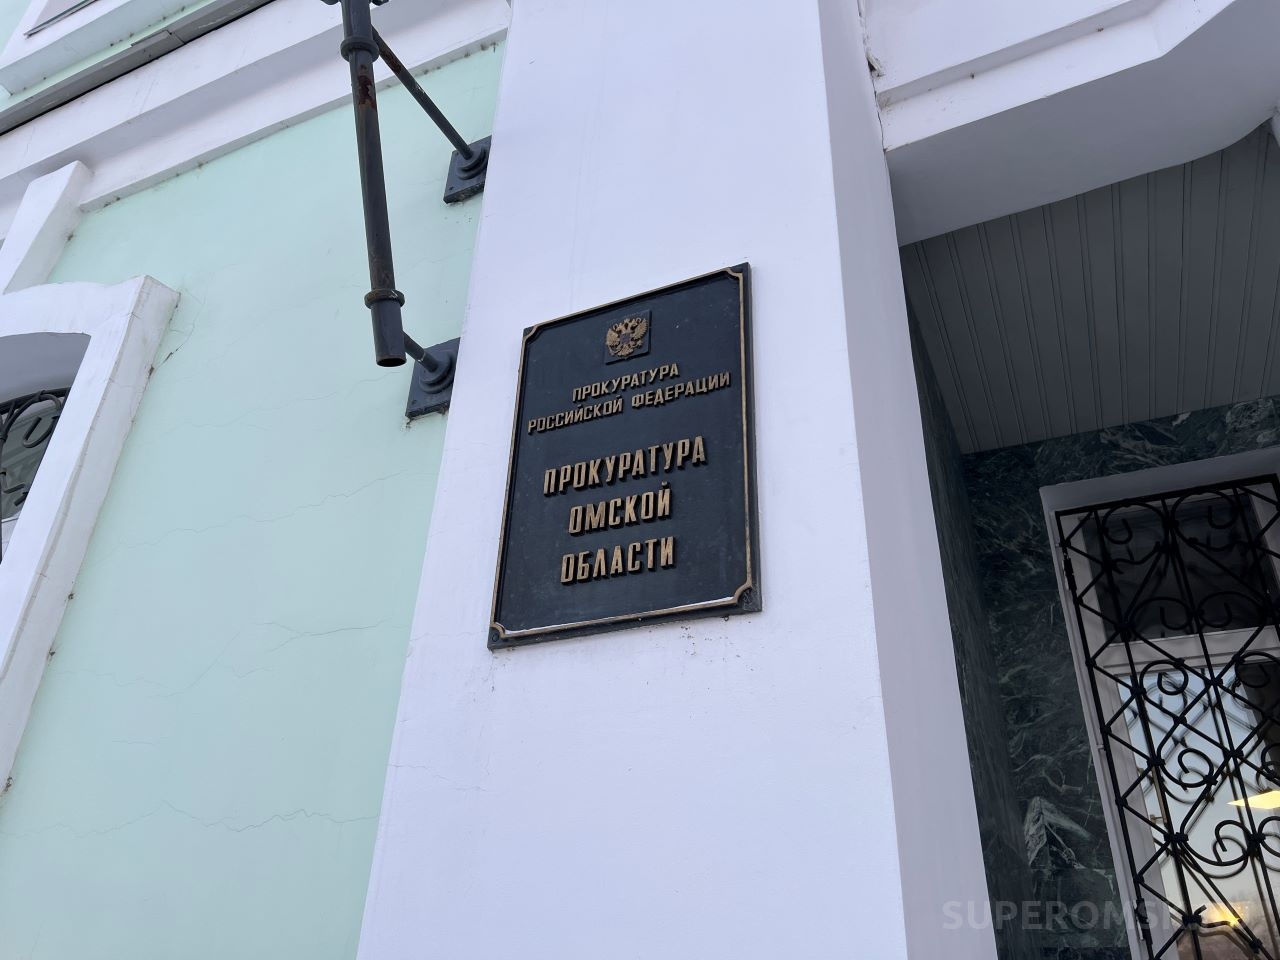 ПРОКУРАТУРА
РОССИЙСКОЙ ФЕДЕРАЦИИ
ПРОКУРАТУРА
ОМСКОЙ
ОБЛАСТИ